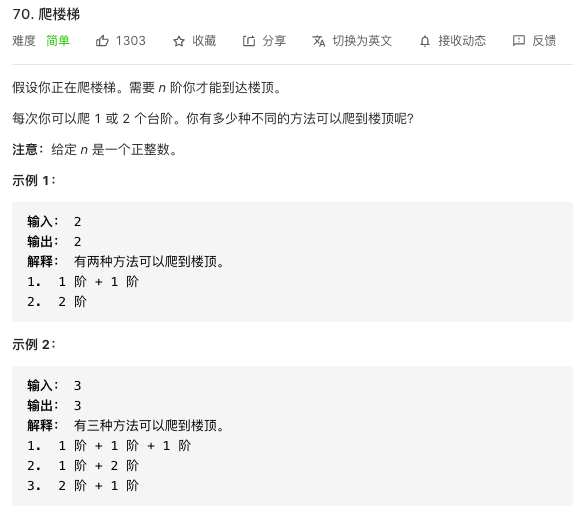 70. 爬楼梯
难度 简单 1303 收藏 分享 切换为英文 接收动态 反馈
假设你正在爬楼梯。需要 n 阶你才能到达楼顶。
每次你可以爬 1 或 2 个台阶。你有多少种不同的方法可以爬到楼顶呢?
注意：给定 n 是一个正整数。
示例 1：
输入： 2
输出： 2
解释： 有两种方法可以爬到楼顶。
1. 1 阶 + 1 阶
2. 2 阶
示例 2：
输入： 3
输出： 3
解释： 有三种方法可以爬到楼顶。
1. 1 阶 + 1 阶 + 1 阶
2. 1 阶 + 2 阶
3. 2 阶 + 1 阶